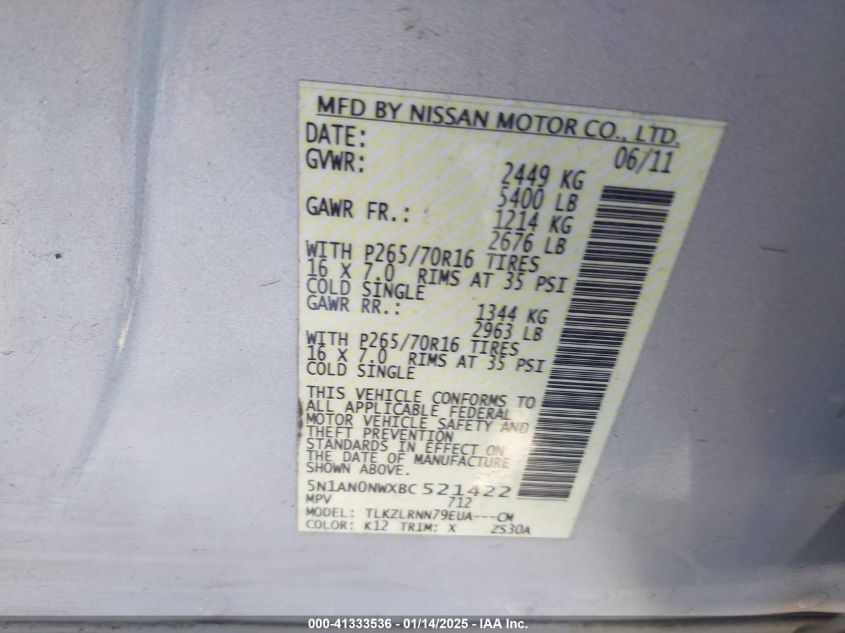 MFD BY NISSAN MOTOR CO., LTD.
DATE: 06/11
GVWR: 2449 KG
5400 LB
GAWR FR.: 1214 KG
2676 LB
WITH P265/70R16 TIRES
16 X 7.0 RIMS AT 35 PSI
COLD SINGLE
GAWR RR.: 1344 KG
2963 LB
WITH P265/70R16 TIRES
16 X 7.0 RIMS AT 35 PSI
COLD SINGLE
THIS VEHICLE CONFORMS TO
ALL APPLICABLE FEDERAL
MOTOR VEHICLE SAFETY AND
THEFT PREVENTION
STANDARDS IN EFFECT ON
THE DATE OF MANUFACTURE
SHOWN ABOVE.
5N1AN0NWXBC 521422
MPV 712
MODEL: TLKZLRNN79EUA---CM
COLOR: K12 TRIM: X ZS30A
000-41333536 - 01/14/2025 - IAA Inc.